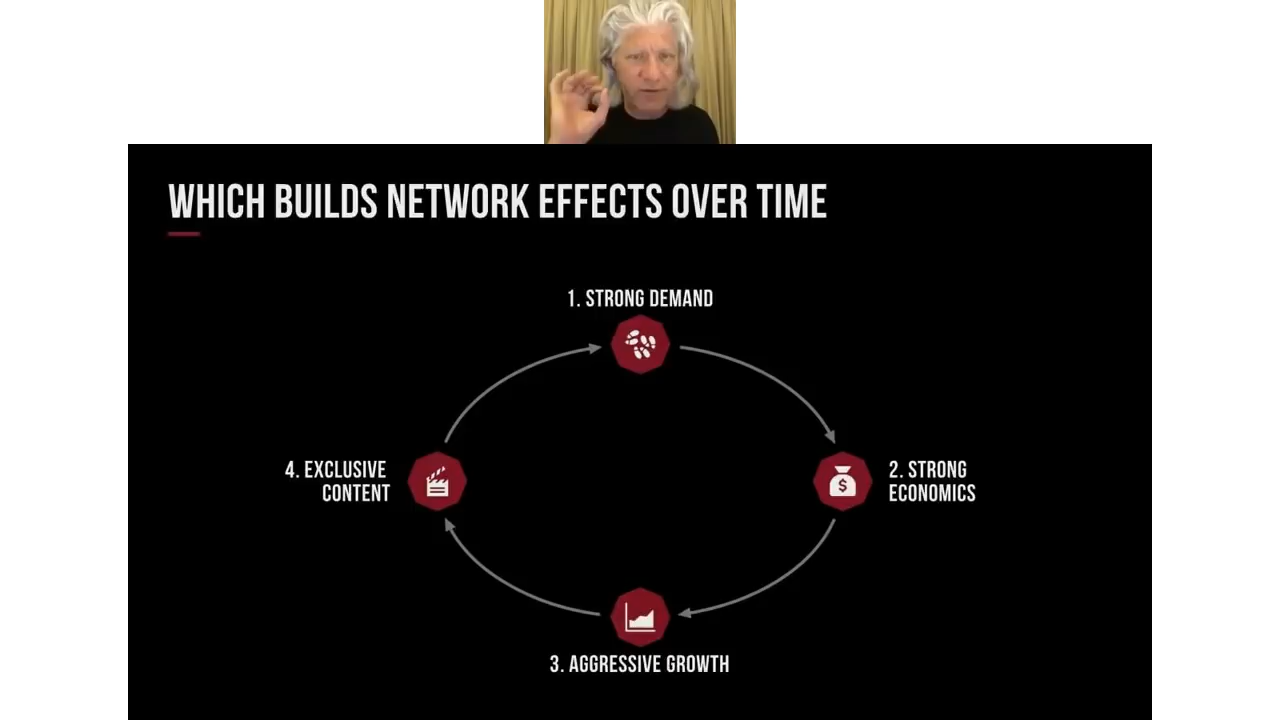 WHICH BUILDS NETWORK EFFECTS OVER TIME
1. STRONG DEMAND
4. EXCLUSIVE
CONTENT
2. STRONG
ECONOMICS
$
3. AGGRESSIVE GROWTH